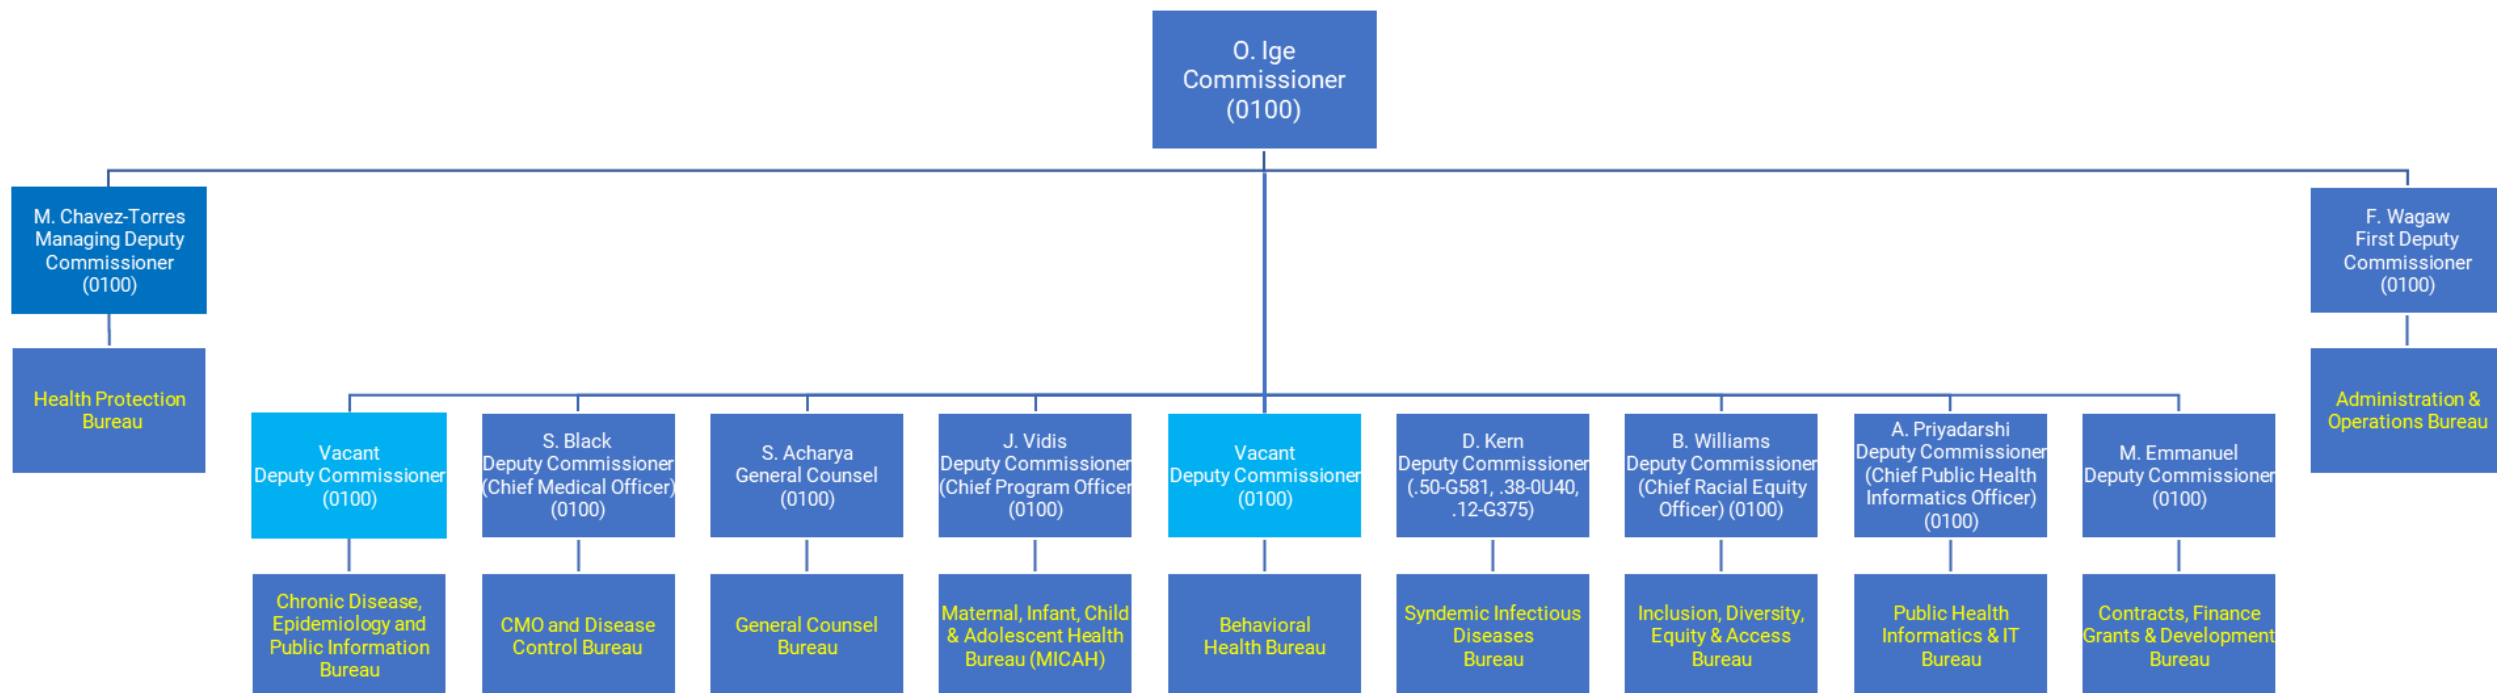 O. Ige
Commissioner
(0100)
M. Chavez-Torres
Managing Deputy
Commissioner
(0100)
F. Wagaw
First Deputy
Commissioner
(0100)
Health Protection
Bureau
Administration &
Operations Bureau
Vacant
Deputy Commissioner
(0100)
S. Black
Deputy Commissioner
(Chief Medical Officer)
(0100)
S. Acharya
General Counsel
(0100)
J. Vidis
Deputy Commissioner
(Chief Program Officer
(0100)
Vacant
Deputy Commissioner
(0100)
D. Kern
Deputy Commissioner
(.50-G581, .38-0U40,
.12-G375)
B. Williams
Deputy Commissioner
(Chief Racial Equity
Officer) (0100)
A. Priyadarshi
Deputy Commissioner
(Chief Public Health
Informatics Officer)
(0100)
M. Emmanuel
Deputy Commissioner
(0100)
Chronic Disease,
Epidemiology and
Public Information
Bureau
CMO and Disease
Control Bureau
General Counsel
Bureau
Maternal, Infant, Child
& Adolescent Health
Bureau (MICAH)
Behavioral
Health Bureau
Syndemic Infectious
Diseases
Bureau
Inclusion, Diversity,
Equity & Access
Bureau
Public Health
Informatics & IT
Bureau
Contracts, Finance
Grants & Development
Bureau